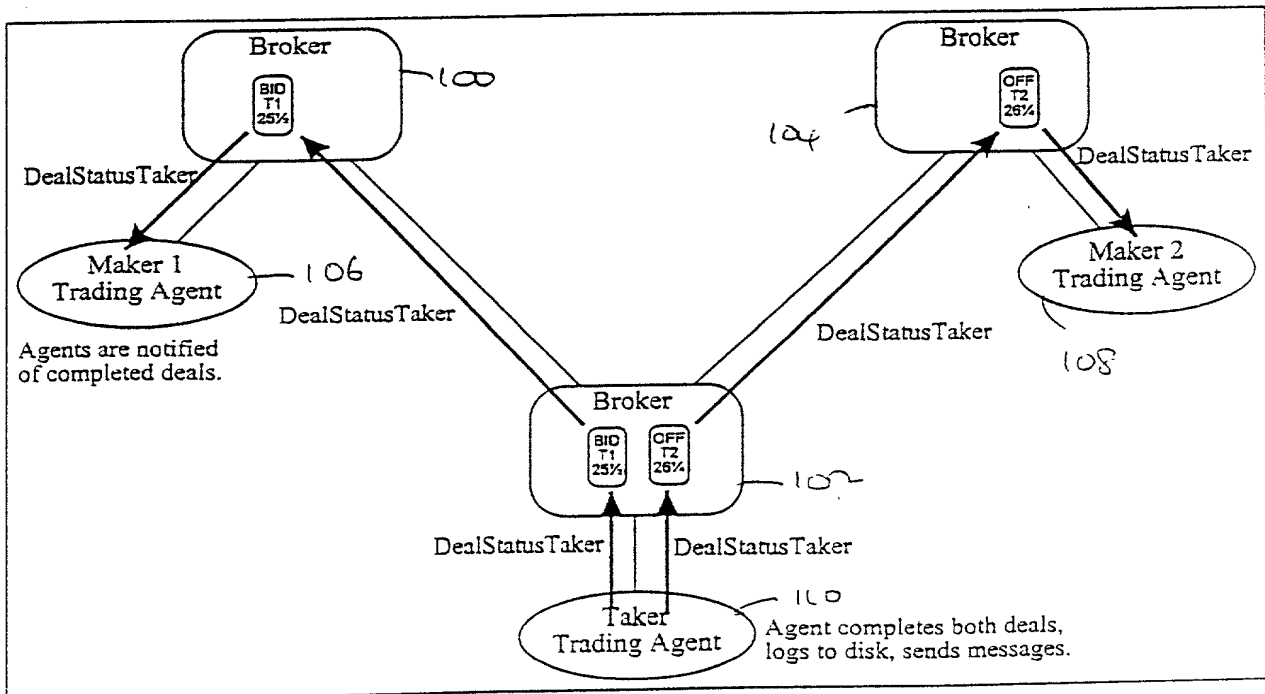 Broker
BID
T1
25½
100
DealStatusTaker
Maker 1
Trading Agent
106
Agents are notified
of completed deals.
DealStatusTaker
Broker
OFF
T2
26¼
104
DealStatusTaker
Maker 2
Trading Agent
108
DealStatusTaker
Broker
BID
T1
25½
OFF
T2
26¼
102
DealStatusTaker
DealStatusTaker
Taker
Trading Agent
110
Agent completes both deals,
logs to disk, sends messages.